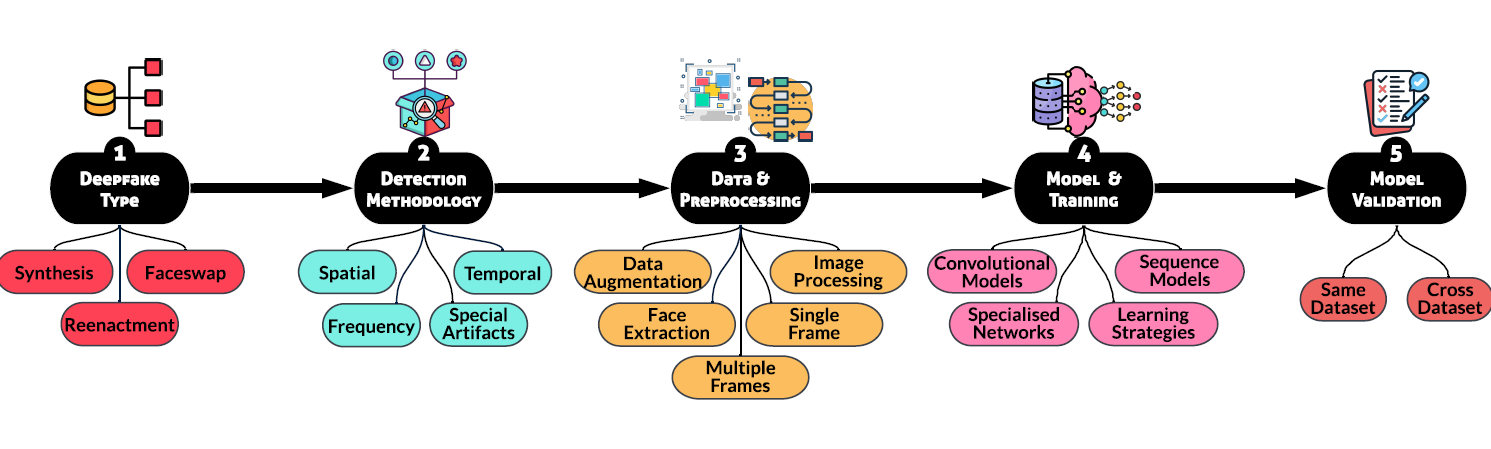 1
Deepfake
Type
2
Detection
Methodology
3
Data &
Preprocessing
4
Model &
Training
5
Model
Validation
Synthesis
Faceswap
Reenactment
Spatial
Temporal
Frequency
Special
Artifacts
Data
Augmentation
Image
Processing
Face
Extraction
Single
Frame
Multiple
Frames
Convolutional
Models
Sequence
Models
Specialised
Networks
Learning
Strategies
Same
Dataset
Cross
Dataset